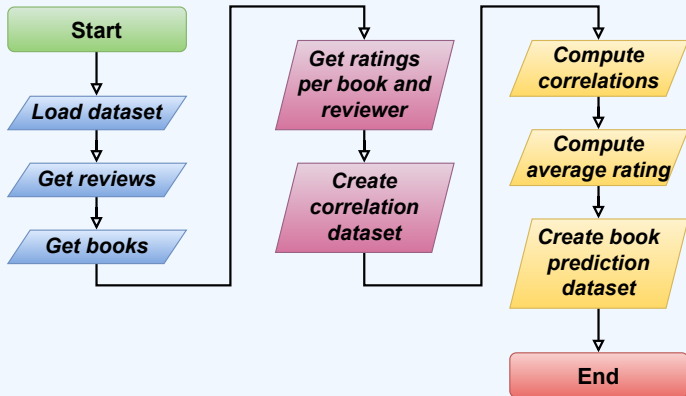 Start
Load dataset
Get reviews
Get books
Get ratings
per book and
reviewer
Create
correlation
dataset
Compute
correlations
Compute
average rating
Create book
prediction
dataset
End